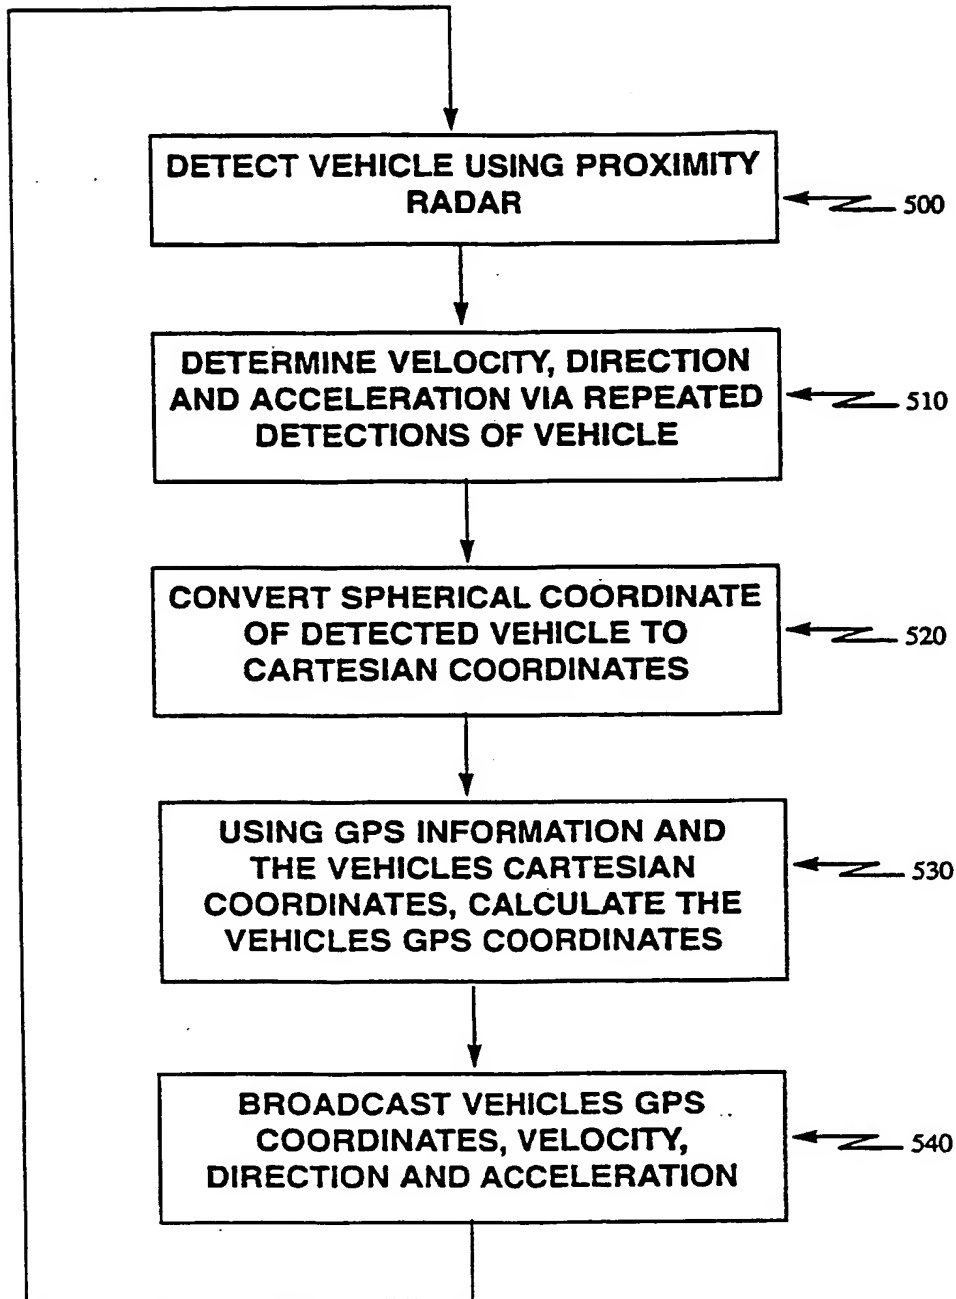 DETECT VEHICLE USING PROXIMITY
RADAR
500
DETERMINE VELOCITY, DIRECTION
AND ACCELERATION VIA REPEATED
DETECTIONS OF VEHICLE
510
CONVERT SPHERICAL COORDINATE
OF DETECTED VEHICLE TO
CARTESIAN COORDINATES
520
USING GPS INFORMATION AND
THE VEHICLES CARTESIAN
COORDINATES, CALCULATE THE
VEHICLES GPS COORDINATES
530
BROADCAST VEHICLES GPS
COORDINATES, VELOCITY,
DIRECTION AND ACCELERATION
540